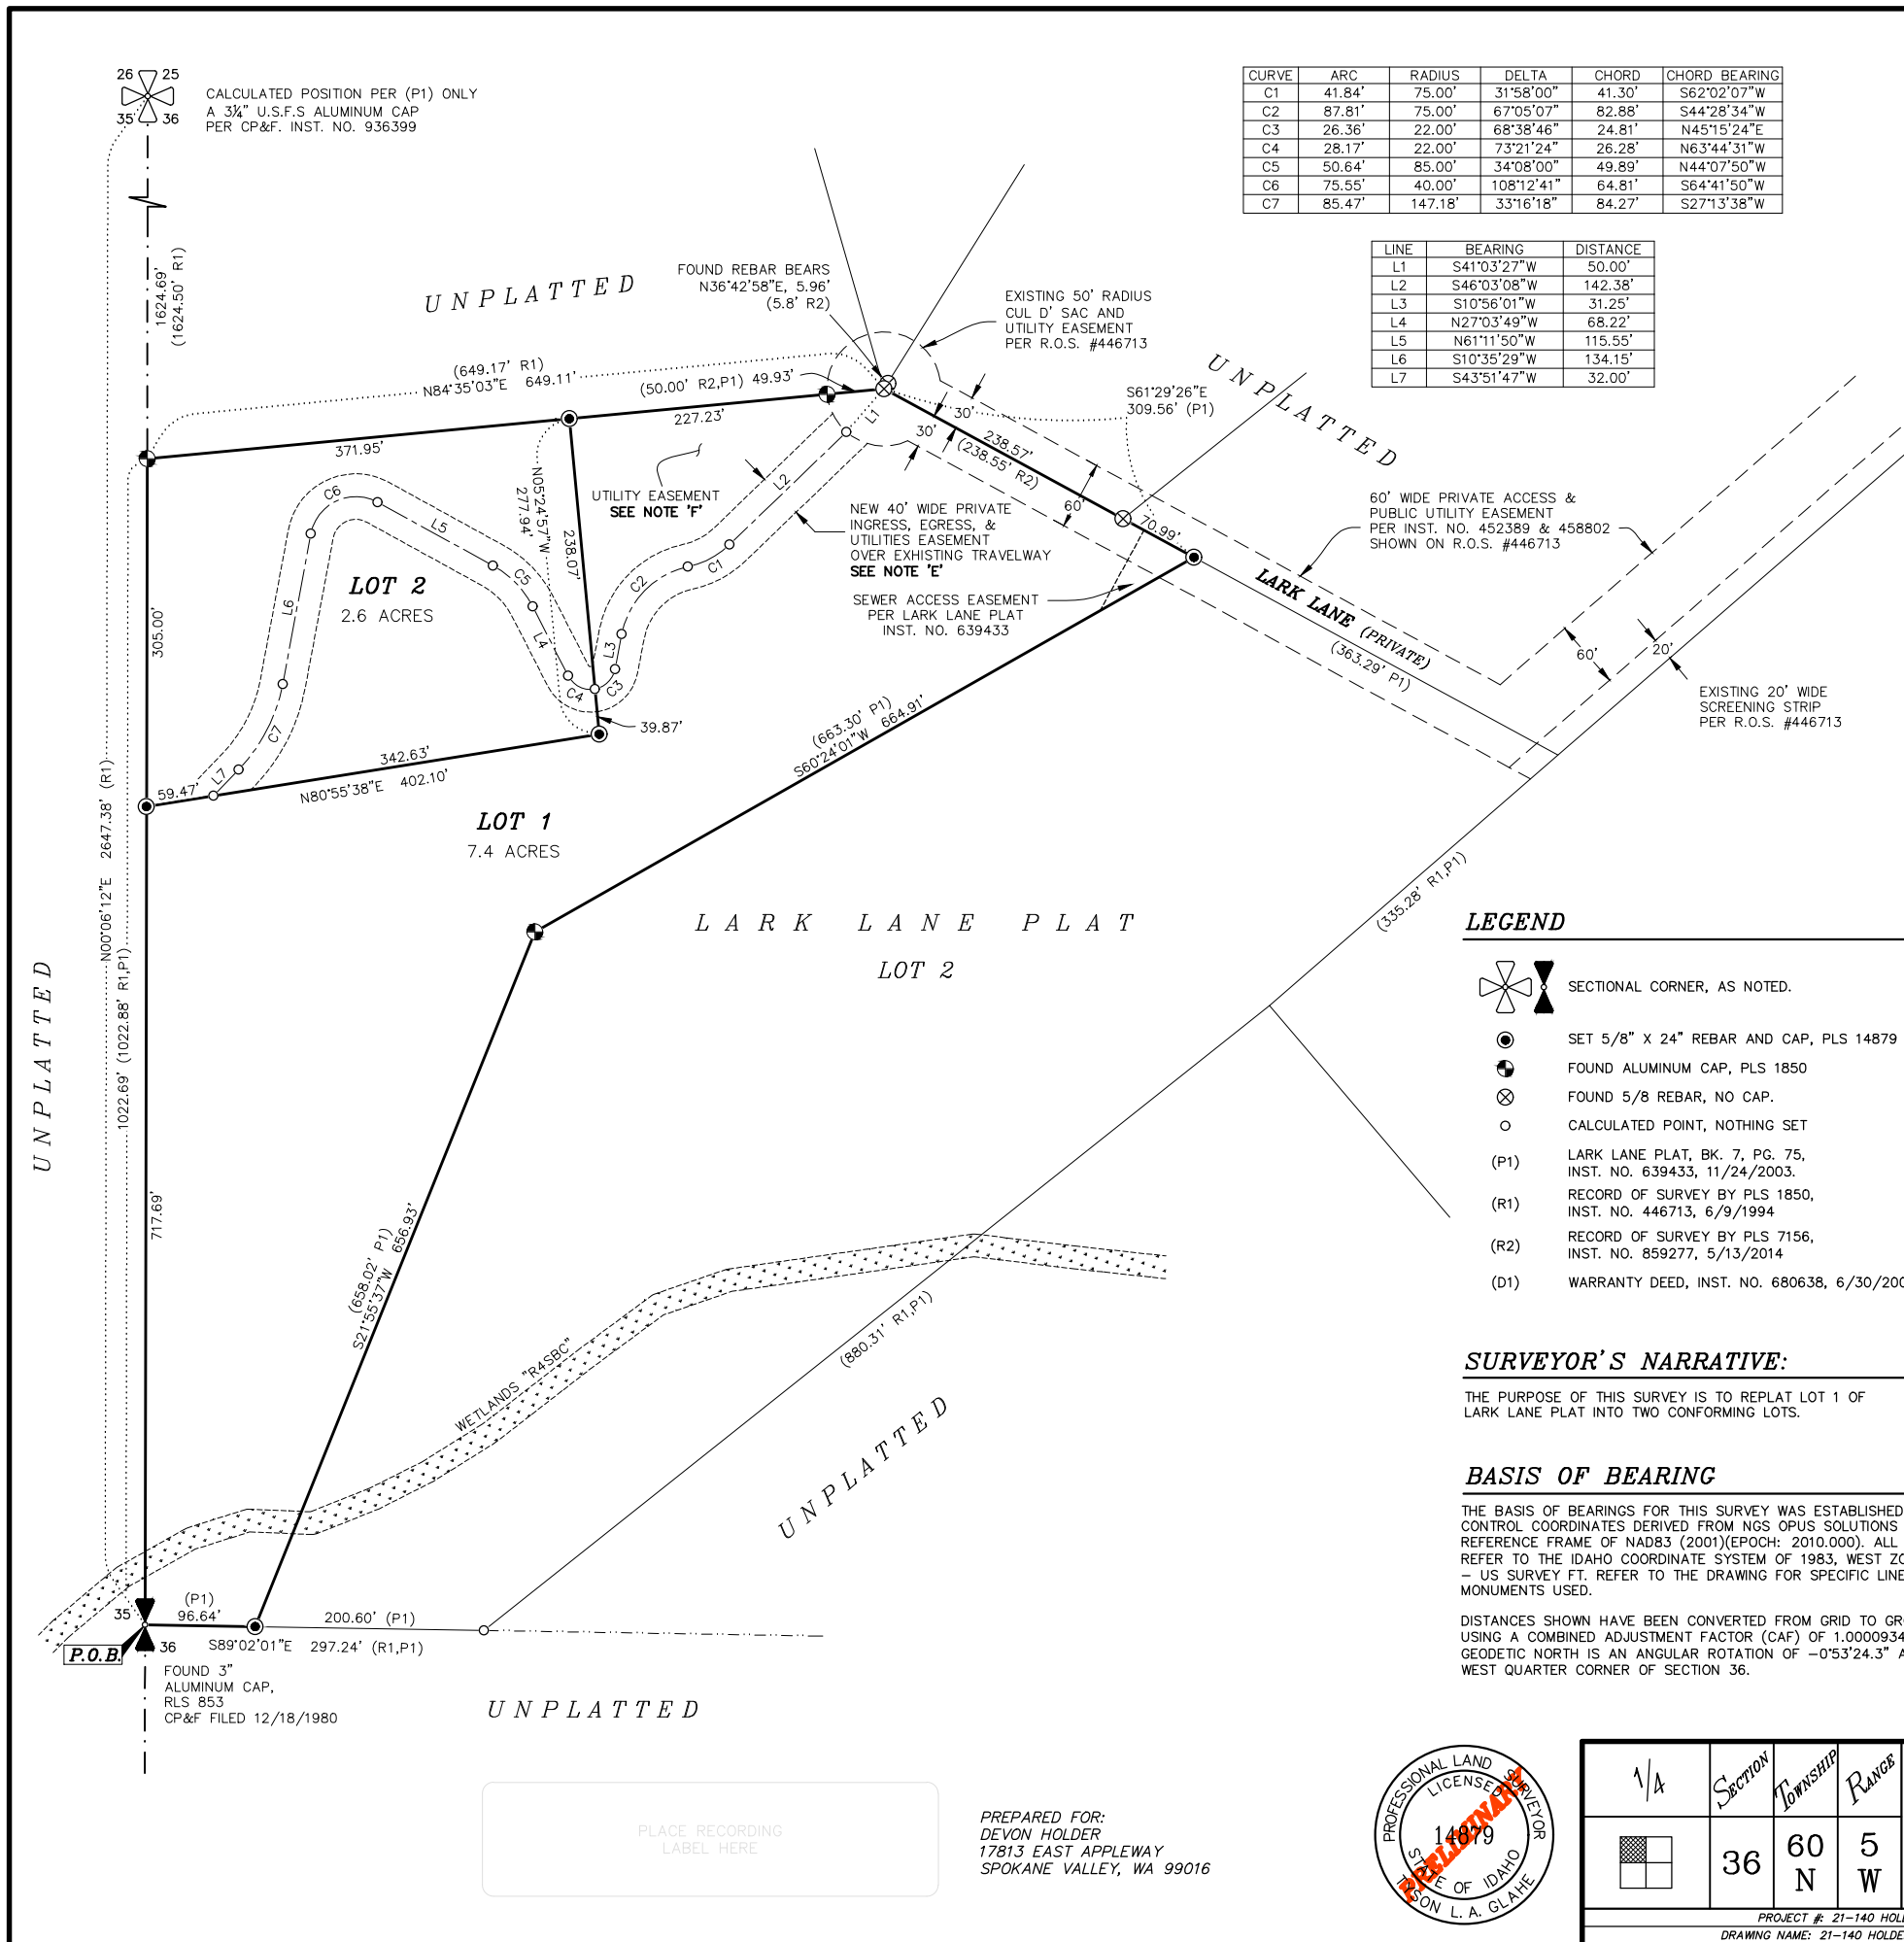 26 25
35 36
CALCULATED POSITION PER (P1) ONLY
A 3¼" U.S.F.S ALUMINUM CAP
PER CP&F. INST. NO. 936399
CURVE ARC RADIUS DELTA CHORD CHORD BEARING
C1 41.84' 75.00' 31°58'00" 41.30' S62°02'07"W
C2 87.81' 75.00' 67°05'07" 82.88' S44°28'34"W
C3 26.36' 22.00' 68°38'46" 24.81' N45°15'24"E
C4 28.17' 22.00' 73°21'24" 26.28' N63°44'31"W
C5 50.64' 85.00' 34°08'00" 49.89' N44°07'50"W
C6 75.55' 40.00' 108°12'41" 64.81' S64°41'50"W
C7 85.47' 147.18' 33°16'18" 84.27' S27°13'38"W
LINE BEARING DISTANCE
L1 S41°03'27"W 50.00'
L2 S46°03'08"W 142.38'
L3 S10°56'01"W 31.25'
L4 N27°03'49"W 68.22'
L5 N61°11'50"W 115.55'
L6 S10°35'29"W 134.15'
L7 S43°51'47"W 32.00'
1624.69'
(1624.50' R1)
UNPLATTED
FOUND REBAR BEARS
N36°42'58"E, 5.96'
(5.8' R2)
EXISTING 50' RADIUS
CUL D' SAC AND
UTILITY EASEMENT
PER R.O.S. #446713
UNPLATTED
(649.17' R1)
N84°35'03"E 649.11'
(50.00' R2,P1) 49.93'
371.95'
227.23'
L1
30'
30'
S61°29'26"E
309.56' (P1)
238.57'
(238.55' R2)
60'
70.99'
N05°24'57"W
277.94'
238.07'
UTILITY EASEMENT
SEE NOTE 'F'
L2
NEW 40' WIDE PRIVATE
INGRESS, EGRESS, &
UTILITIES EASEMENT
OVER EXHISTING TRAVELWAY
SEE NOTE 'E'
60' WIDE PRIVATE ACCESS &
PUBLIC UTILITY EASEMENT
PER INST. NO. 452389 & 458802
SHOWN ON R.O.S. #446713
SEWER ACCESS EASEMENT
PER LARK LANE PLAT
INST. NO. 639433
LARK LANE (PRIVATE)
(363.29' P1)
60'
20'
EXISTING 20' WIDE
SCREENING STRIP
PER R.O.S. #446713
C6
L5
C5
L4
C4
C3
L3
C2
C1
L6
C7
L7
LOT 2
2.6 ACRES
305.00'
39.87'
342.63'
59.47'
N80°55'38"E 402.10'
(663.30' P1)
S60°24'01"W 664.91'
LOT 1
7.4 ACRES
N00°06'12"E 2647.38' (R1)
1022.69' (1022.88' R1,P1)
UNPLATTED
717.69'
LARK LANE PLAT
LOT 2
(335.28' R1,P1)
(658.02' P1)
S21°55'37"W 656.93'
WETLANDS "R4SBC"
(880.31' R1,P1)
UNPLATTED
35
36
P.O.B.
(P1)
96.64'
200.60' (P1)
S89°02'01"E 297.24' (R1,P1)
FOUND 3"
ALUMINUM CAP,
RLS 853
CP&F FILED 12/18/1980
UNPLATTED
LEGEND
SECTIONAL CORNER, AS NOTED.
SET 5/8" X 24" REBAR AND CAP, PLS 14879
FOUND ALUMINUM CAP, PLS 1850
FOUND 5/8 REBAR, NO CAP.
CALCULATED POINT, NOTHING SET
(P1) LARK LANE PLAT, BK. 7, PG. 75,
INST. NO. 639433, 11/24/2003.
(R1) RECORD OF SURVEY BY PLS 1850,
INST. NO. 446713, 6/9/1994
(R2) RECORD OF SURVEY BY PLS 7156,
INST. NO. 859277, 5/13/2014
(D1) WARRANTY DEED, INST. NO. 680638,
SURVEYOR'S NARRATIVE:
THE PURPOSE OF THIS SURVEY IS TO REPLAT LOT 1 OF
LARK LANE PLAT INTO TWO CONFORMING LOTS.
BASIS OF BEARING
THE BASIS OF BEARINGS FOR THIS SURVEY WAS ESTABLISHED
CONTROL COORDINATES DERIVED FROM NGS OPUS SOLUTIONS
REFERENCE FRAME OF NAD83 (2001)(EPOCH: 2010.000). ALL
REFER TO THE IDAHO COORDINATE SYSTEM OF 1983, WEST
– US SURVEY FT. REFER TO THE DRAWING FOR SPECIFIC
MONUMENTS USED.
DISTANCES SHOWN HAVE BEEN CONVERTED FROM GRID TO
USING A COMBINED ADJUSTMENT FACTOR (CAF) OF 1.0000934
GEODETIC NORTH IS AN ANGULAR ROTATION OF –0°53'24.3"
WEST QUARTER CORNER OF SECTION 36.
PLACE RECORDING
LABEL HERE
PREPARED FOR:
DEVON HOLDER
17813 EAST APPLEWAY
SPOKANE VALLEY, WA 99016
PROFESSIONAL LAND SURVEYOR
LICENSED
14879
PRELIMINARY
STATE OF IDAHO
TYSON L. A. GLAHE
1/4 SECTION TOWNSHIP RANGE
36 60 N 5 W
PROJECT #: 21–140
DRAWING NAME: 21–140